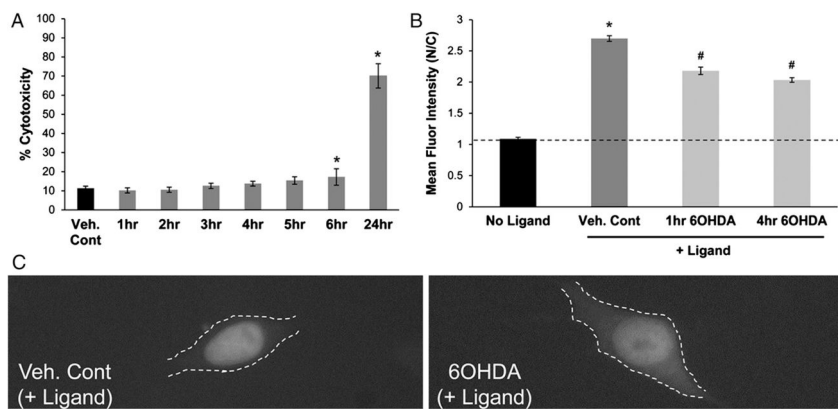 A
% Cytotoxicity
100
90
80
70
60
50
40
30
20
10
0
*
*
Veh. Cont
1hr
2hr
3hr
4hr
5hr
6hr
24hr
B
Mean Fluor Intensity (N/C)
3
2.5
2
1.5
1
0.5
0
*
#
#
No Ligand
Veh. Cont
1hr 6OHDA
4hr 6OHDA
+ Ligand
C
Veh. Cont
(+ Ligand)
6OHDA
(+ Ligand)